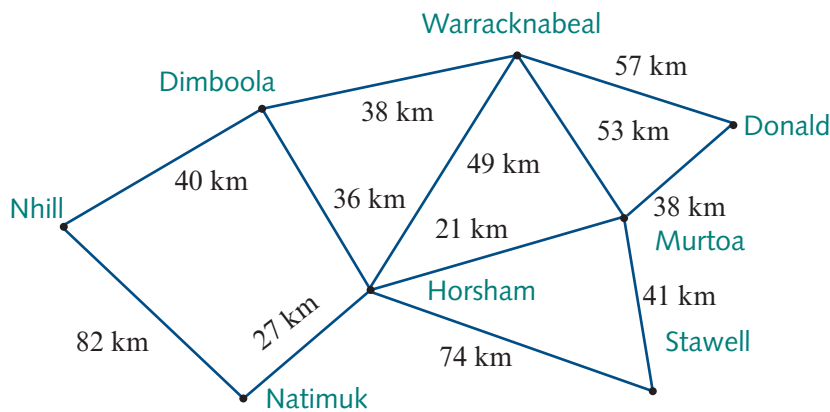 Warracknabeal
57 km
Dimboola
38 km
Donald
53 km
49 km
40 km
36 km
Nhill
38 km
21 km
Murtoa
Horsham
41 km
27 km
82 km
74 km
Stawell
Natimuk